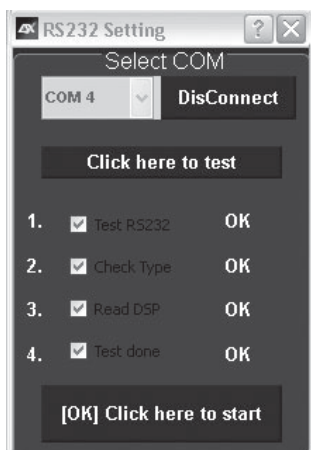 AX RS232 Setting ?
Select COM
COM 4 DisConnect
Click here to test
1. Test RS232 OK
2. Check Type OK
3. Read DSP OK
4. Test done OK
[OK] Click here to start